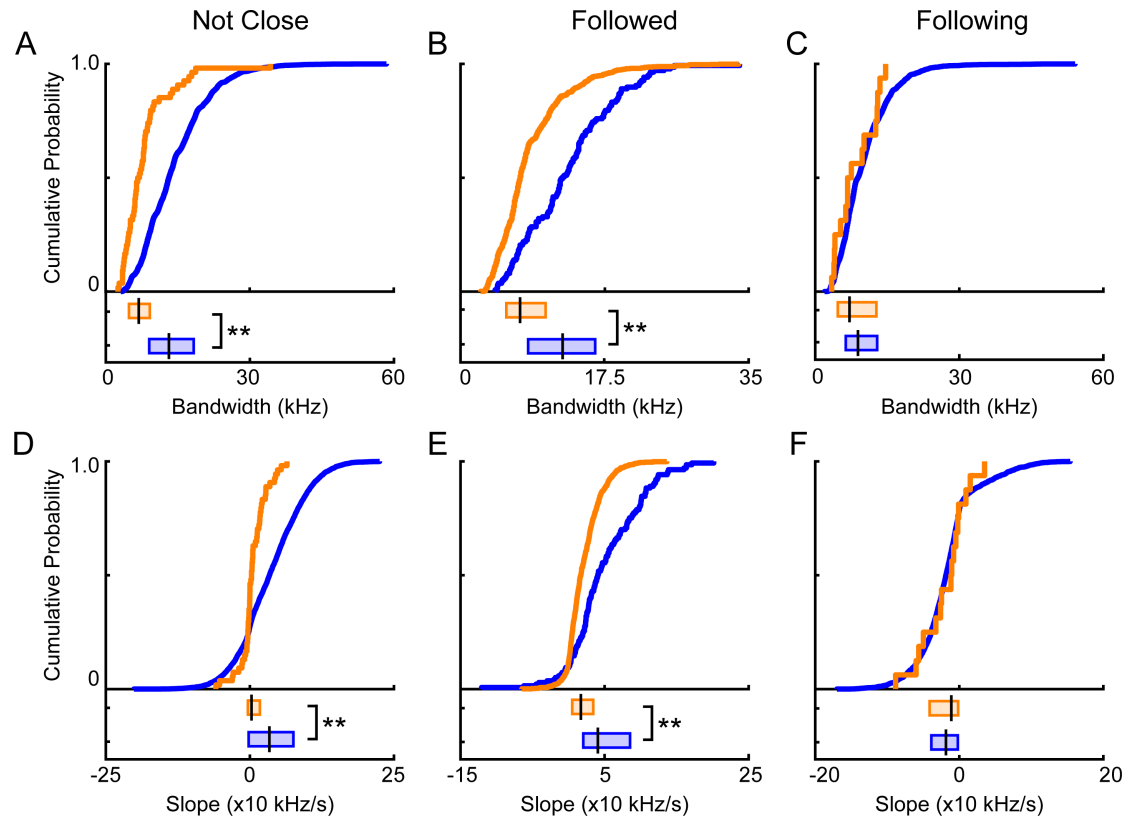 Not Close Followed Following
A B C
Cumulative Probability
1.0
0
** **
0 30 60 0 17.5 35 0 30 60
Bandwidth (kHz) Bandwidth (kHz) Bandwidth (kHz)
D E F
Cumulative Probability
1.0
0
** **
-25 0 25 -15 5 25 -20 0 20
Slope (x10 kHz/s) Slope (x10 kHz/s) Slope (x10 kHz/s)